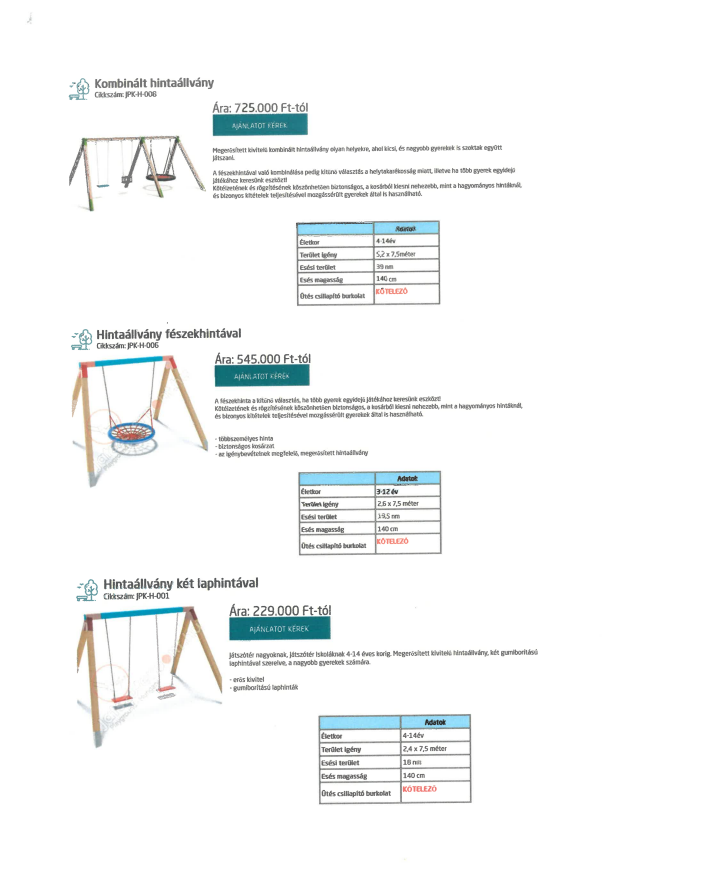 Kombinált hintaállvány
Cikkszám: JPK-H-008
Ára: 725.000 Ft-tól
AJÁNLATOT KÉREK
Megerősített kivitelű kombinált hintaállvány olyan helyekre, ahol kicsi, és nagyobb gyerekek is szoktak együtt
játszani.
A fészekhintával való kombinálása pedig kitűnő választás a helytakarékosság miatt, illetve ha több gyerek egyidejű
játékához keresünk eszközt!
Kötélzetének és rögzítésének köszönhetően biztonságos, a kosárból kiesni nehezebb, mint a hagyományos hintáknál,
és bizonyos kitételek teljesítésével mozgássérült gyerekek által is használható.
Adatok
Életkor 4-14év
Terület igény 5,2 x 7,5méter
Esési terület 39 nm
Esés magasság 140 cm
Ütés csillapító burkolat KÖTELEZŐ
Hintaállvány fészekhintával
Cikkszám: JPK-H-006
Ára: 545.000 Ft-tól
AJÁNLATOT KÉREK
A fészekhinta a kitűnő választás, ha több gyerek egyidejű játékához keresünk eszközt!
Kötélzetének és rögzítésének köszönhetően biztonságos, a kosárból kiesni nehezebb, mint a hagyományos hintáknál,
és bizonyos kitételek teljesítésével mozgássérült gyerekek által is használható.
- többszemélyes hinta
- biztonságos kosárzat
- az igénybevételnek megfelelő, megerősített hintaállvány
Adatok
Életkor 3-12 év
Terület igény 2,6 x 7,5 méter
Esési terület 19,5 nm
Esés magasság 140 cm
Ütés csillapító burkolat KÖTELEZŐ
Hintaállvány két laphintával
Cikkszám: JPK-H-001
Ára: 229.000 Ft-tól
AJÁNLATOT KÉREK
Játszótér nagyoknak, játszótér iskoláknak 4-14 éves korig. Megerősített kivitelű hintaállvány, két gumiborítású
laphintával szerelve, a nagyobb gyerekek számára.
- erős kivitel
- gumiborítású laphinták
Adatok
Életkor 4-14év
Terület igény 2,4 x 7,5 méter
Esési terület 18 nm
Esés magasság 140 cm
Ütés csillapító burkolat KÖTELEZŐ